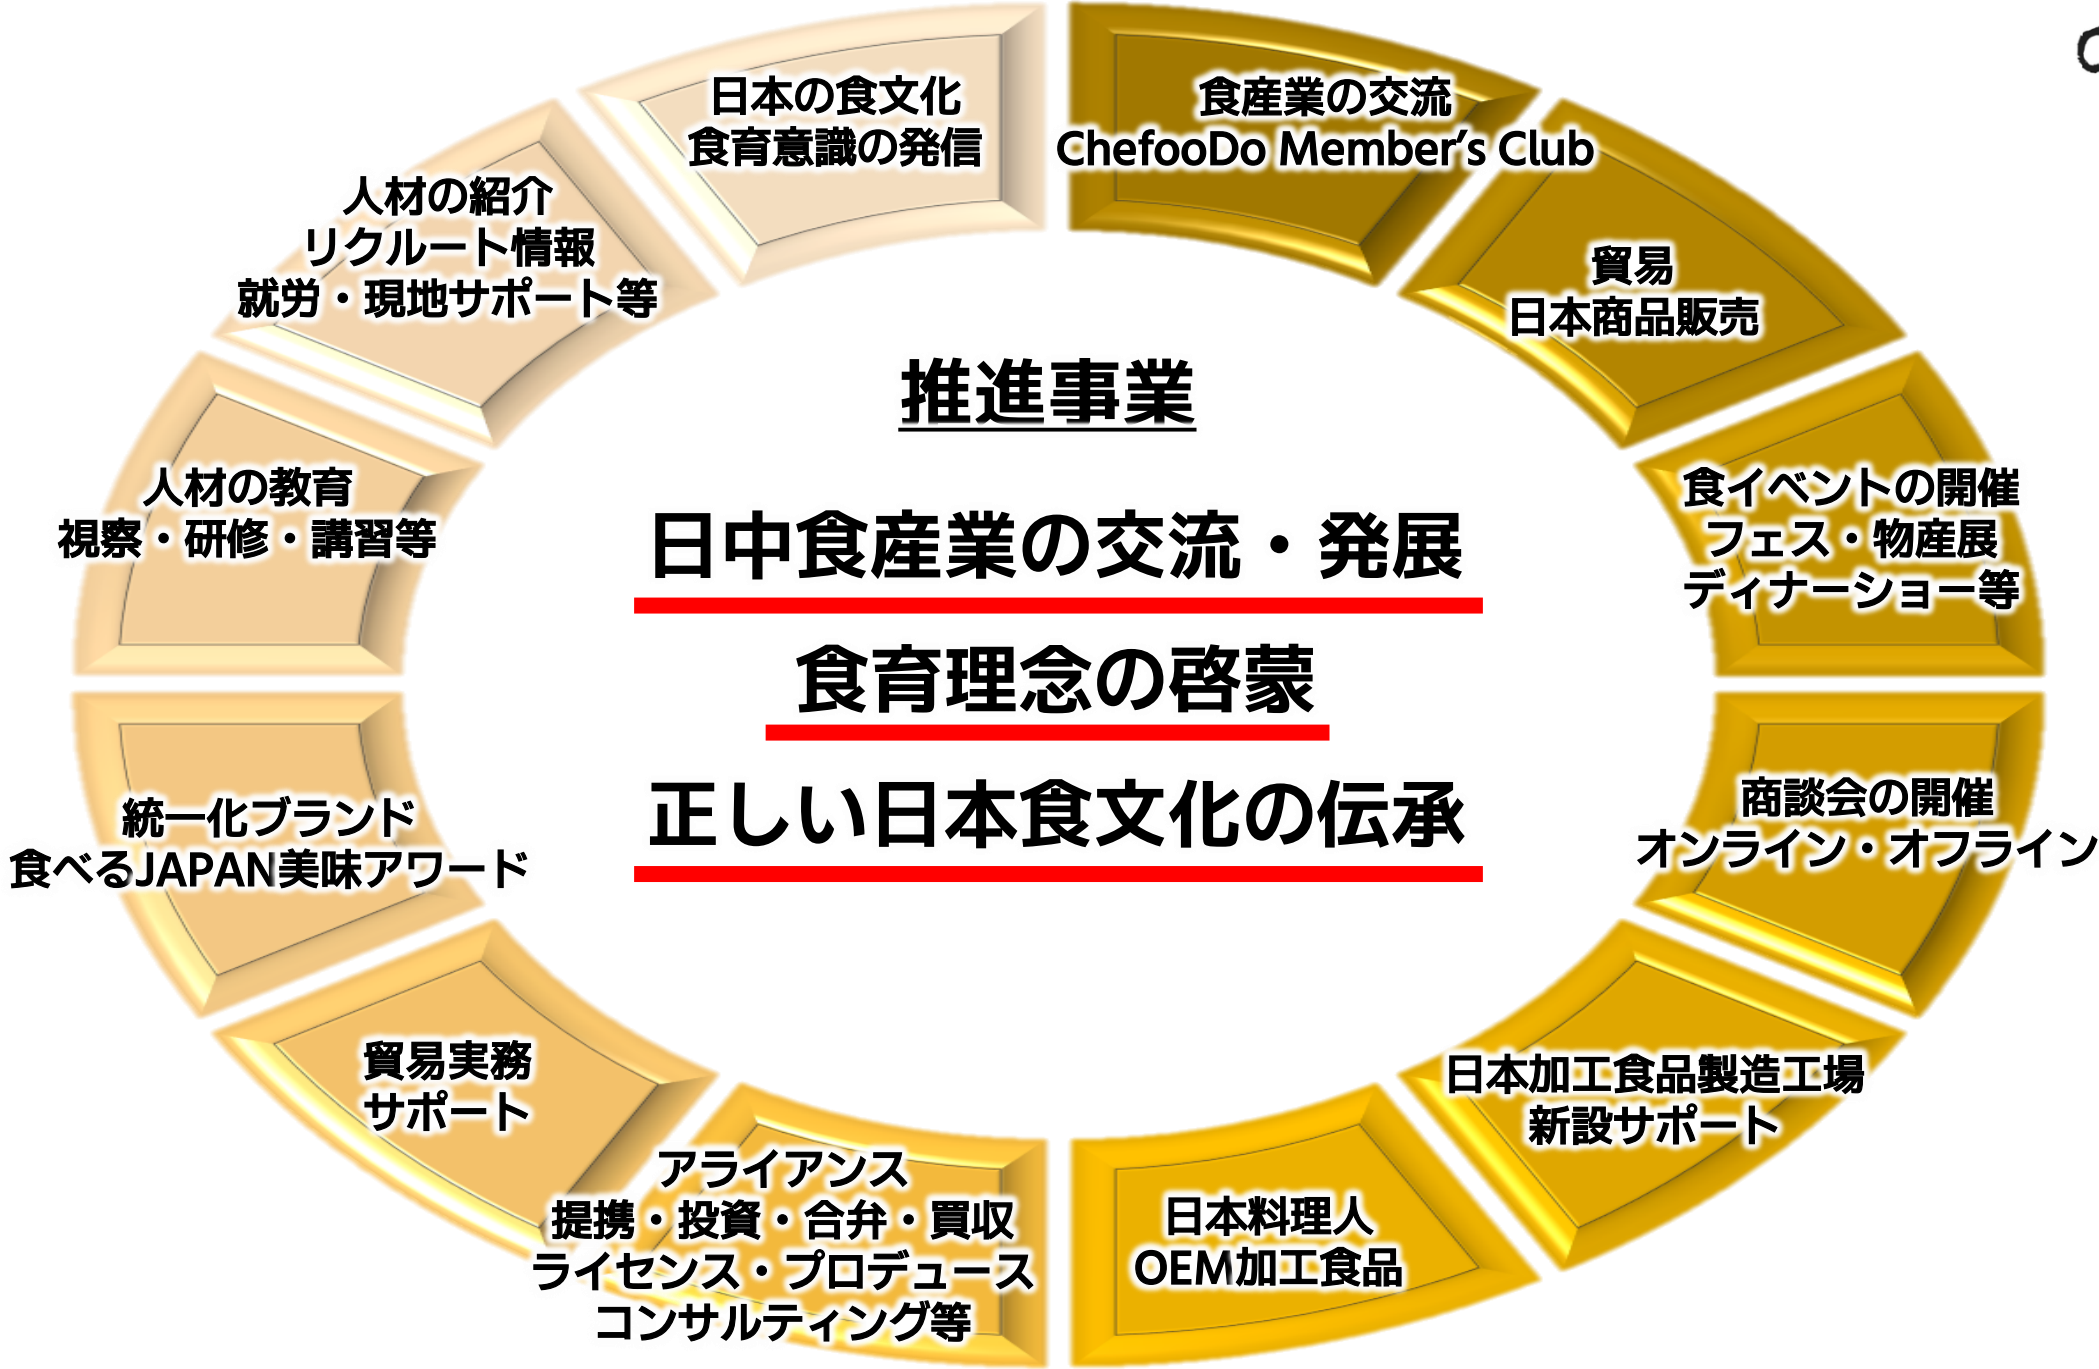 日本の食文化
食育意識の発信
食産業の交流
ChefooDo Member’s Club
貿易
日本商品販売
食イベントの開催
フェス・物産展
ディナーショー等
商談会の開催
オンライン・オフライン
日本加工食品製造工場
新設サポート
日本料理人
OEM加工食品
アライアンス
提携・投資・合弁・買収
ライセンス・プロデュース
コンサルティング等
貿易実務
サポート
統一化ブランド
食べるJAPAN美味アワード
人材の教育
視察・研修・講習等
人材の紹介
リクルート情報
就労・現地サポート等
推進事業
日中食産業の交流・発展
食育理念の啓蒙
正しい日本食文化の伝承